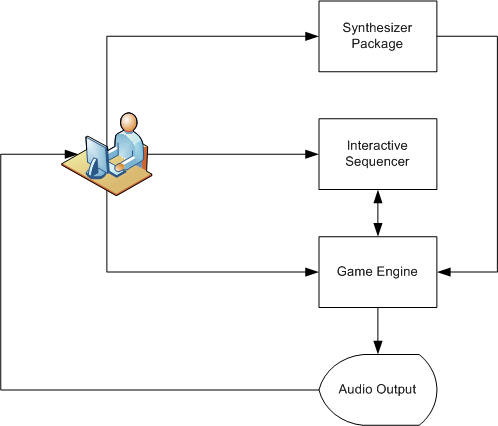 Synthesizer
Package
Interactive
Sequencer
Game Engine
Audio Output